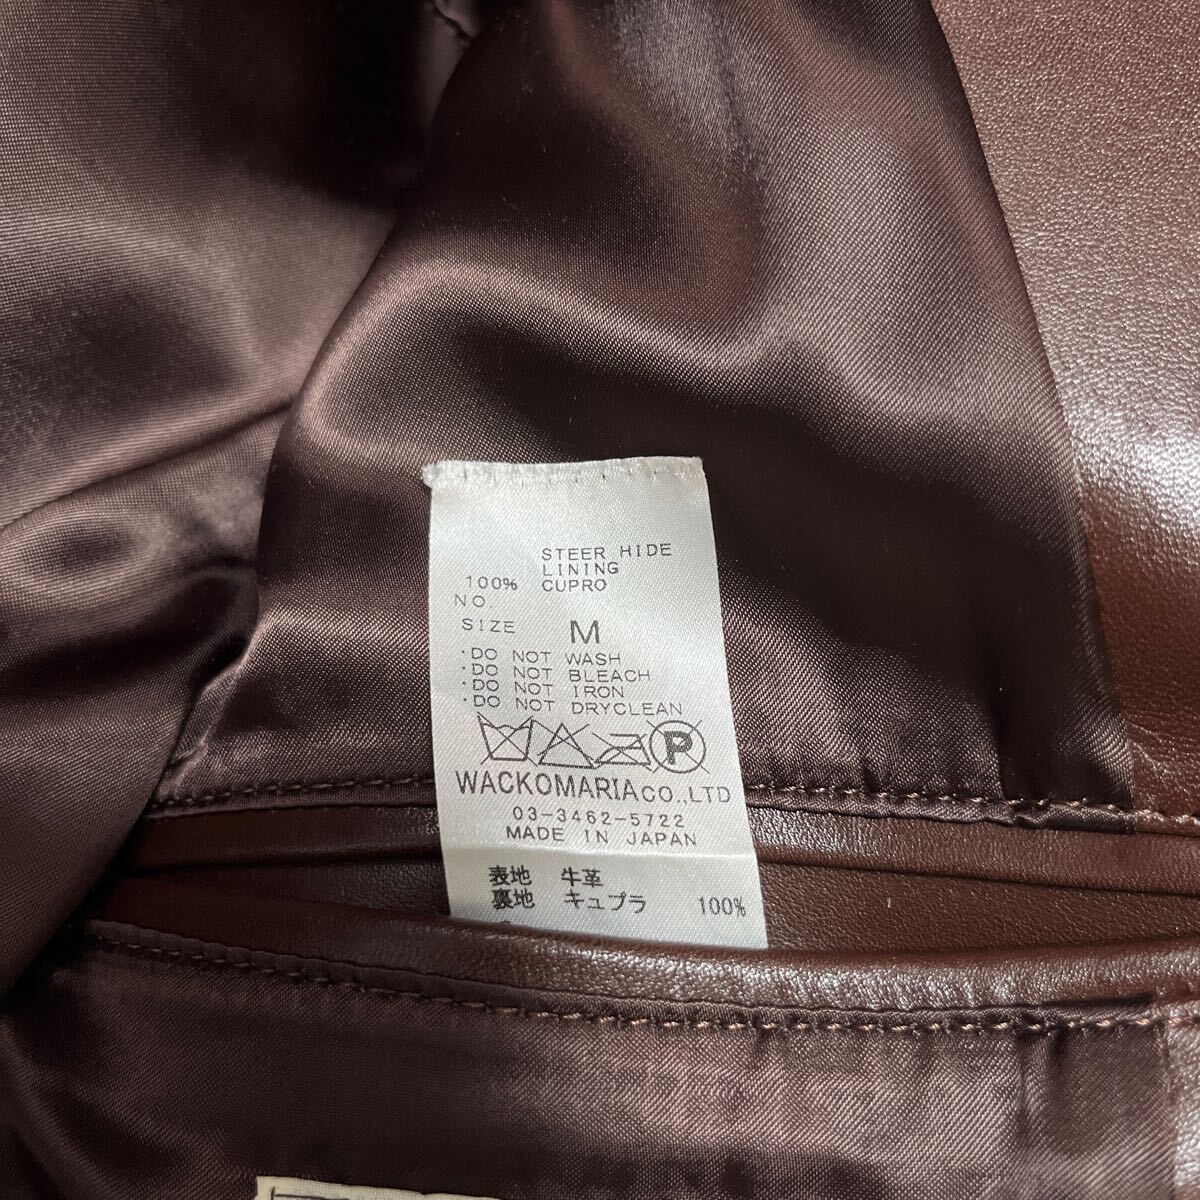 STEER HIDE
LINING
100% CUPRO
NO.
SIZE M
・DO NOT WASH
・DO NOT BLEACH
・DO NOT IRON
・DO NOT DRYCLEAN
P
WACKOMARIA CO.,LTD
03-3462-5722
MADE IN JAPAN
表地 牛革
裏地 キュプラ 100%